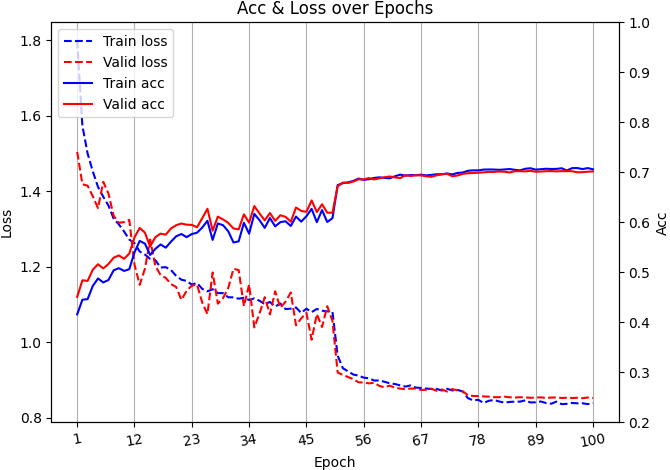 Acc & Loss over Epochs
Train loss
Valid loss
Train acc
Valid acc
Loss
1.8
1.6
1.4
1.2
1.0
0.8
Acc
1.0
0.9
0.8
0.7
0.6
0.5
0.4
0.3
0.2
1 12 23 34 45 56 67 78 89 100
Epoch